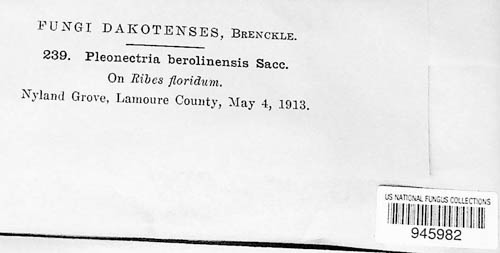 FUNGI DAKOTENSES, BRENCKLE.
239. Pleonectria berolinensis Sacc.
On Ribes floridum.
Nyland Grove, Lamoure County, May 4, 1913.
US NATIONAL FUNGUS COLLECTIONS
945982